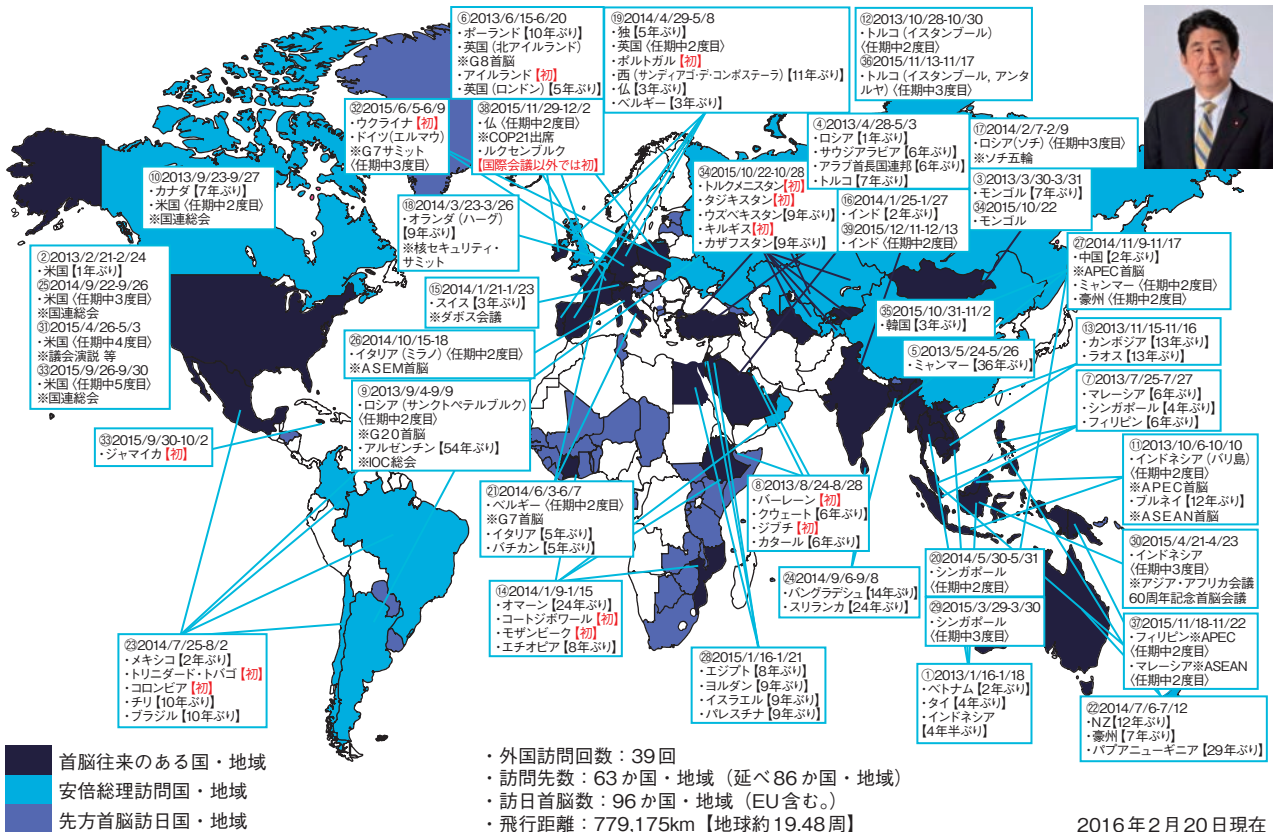 ⑥2013/6/15-6/20
・ポーランド【10年ぶり】
・英国（北アイルランド）
※G8首脳
・アイルランド【初】
・英国（ロンドン）【5年ぶり】
⑲2014/4/29-5/8
・独【5年ぶり】
・英国〈任期中2度目〉
・ポルトガル【初】
・西（サンディアゴ・デ・コンポステーラ）【11年ぶり】
・仏【3年ぶり】
・ベルギー【3年ぶり】
⑫2013/10/28-10/30
・トルコ（イスタンブール）
〈任期中2度目〉
㊱2015/11/13-11/17
・トルコ（イスタンブール, アンタ
ルヤ）〈任期中3度目〉
㉜2015/6/5-6/9
・ウクライナ【初】
・ドイツ（エルマウ）
※G7サミット
〈任期中3度目〉
㊳2015/11/29-12/2
・仏〈任期中2度目〉
※COP21出席
・ルクセンブルク
【国際会議以外では初】
④2013/4/28-5/3
・ロシア【1年ぶり】
・サウジアラビア【6年ぶり】
・アラブ首長国連邦【6年ぶり】
・トルコ【7年ぶり】
⑰2014/2/7-2/9
・ロシア（ソチ）〈任期中3度目〉
※ソチ五輪
③2013/3/30-3/31
・モンゴル【7年ぶり】
㉞2015/10/22
・モンゴル
⑩2013/9/23-9/27
・カナダ【7年ぶり】
・米国〈任期中2度目〉
※国連総会
⑱2014/3/23-3/26
・オランダ（ハーグ）
【9年ぶり】
※核セキュリティ・
サミット
㉞2015/10/22-10/28
・トルクメニスタン【初】
・タジキスタン【初】
・ウズベキスタン【9年ぶり】
・キルギス【初】
・カザフスタン【9年ぶり】
⑯2014/1/25-1/27
・インド【2年ぶり】
㊴2015/12/11-12/13
・インド〈任期中2度目〉
②2013/2/21-2/24
・米国【1年ぶり】
㉕2014/9/22-9/26
・米国〈任期中3度目〉
※国連総会
㉛2015/4/26-5/3
・米国〈任期中4度目〉
※議会演説 等
㉝2015/9/26-9/30
・米国〈任期中5度目〉
※国連総会
⑮2014/1/21-1/23
・スイス【3年ぶり】
※ダボス会議
㉟2015/10/31-11/2
・韓国【3年ぶり】
㉗2014/11/9-11/17
・中国【2年ぶり】
※APEC首脳
・ミャンマー〈任期中2度目〉
・豪州〈任期中2度目〉
㉖2014/10/15-18
・イタリア（ミラノ）〈任期中2度目〉
※ASEM首脳
⑤2013/5/24-5/26
・ミャンマー【36年ぶり】
⑬2013/11/15-11/16
・カンボジア【13年ぶり】
・ラオス【13年ぶり】
⑨2013/9/4-9/9
・ロシア（サンクトペテルブルク）
〈任期中2度目〉
※G20首脳
・アルゼンチン【54年ぶり】
※IOC総会
⑦2013/7/25-7/27
・マレーシア【6年ぶり】
・シンガポール【4年ぶり】
・フィリピン【6年ぶり】
㉝2015/9/30-10/2
・ジャマイカ【初】
⑪2013/10/6-10/10
・インドネシア（バリ島）
〈任期中2度目〉
※APEC首脳
・ブルネイ【12年ぶり】
※ASEAN首脳
㉑2014/6/3-6/7
・ベルギー〈任期中2度目〉
※G7首脳
・イタリア【5年ぶり】
・バチカン【5年ぶり】
⑧2013/8/24-8/28
・バーレーン【初】
・クウェート【6年ぶり】
・ジブチ【初】
・カタール【6年ぶり】
㉚2015/4/21-4/23
・インドネシア
〈任期中3度目〉
※アジア・アフリカ会議
60周年記念首脳会議
⑳2014/5/30-5/31
・シンガポール
〈任期中2度目〉
㉙2015/3/29-3/30
・シンガポール
〈任期中3度目〉
⑭2014/1/9-1/15
・オマーン【24年ぶり】
・コートジボワール【初】
・モザンビーク【初】
・エチオピア【8年ぶり】
㉔2014/9/6-9/8
・バングラデシュ【14年ぶり】
・スリランカ【24年ぶり】
㊲2015/11/18-11/22
・フィリピン※APEC
〈任期中2度目〉
・マレーシア※ASEAN
〈任期中2度目〉
㉓2014/7/25-8/2
・メキシコ【2年ぶり】
・トリニダード・トバゴ【初】
・コロンビア【初】
・チリ【10年ぶり】
・ブラジル【10年ぶり】
㉘2015/1/16-1/21
・エジプト【8年ぶり】
・ヨルダン【9年ぶり】
・イスラエル【9年ぶり】
・パレスチナ【9年ぶり】
①2013/1/16-1/18
・ベトナム【2年ぶり】
・タイ【4年ぶり】
・インドネシア
【4年半ぶり】
㉒2014/7/6-7/12
・NZ【12年ぶり】
・豪州【7年ぶり】
・パプアニューギニア【29年ぶり】
首脳往来のある国・地域
安倍総理訪問国・地域
先方首脳訪日国・地域
・外国訪問回数：39回
・訪問先数：63か国・地域（延べ86か国・地域）
・訪日首脳数：96か国・地域（EU含む。）
・飛行距離：779,175km【地球約19.48周】
2016年2月20日現在